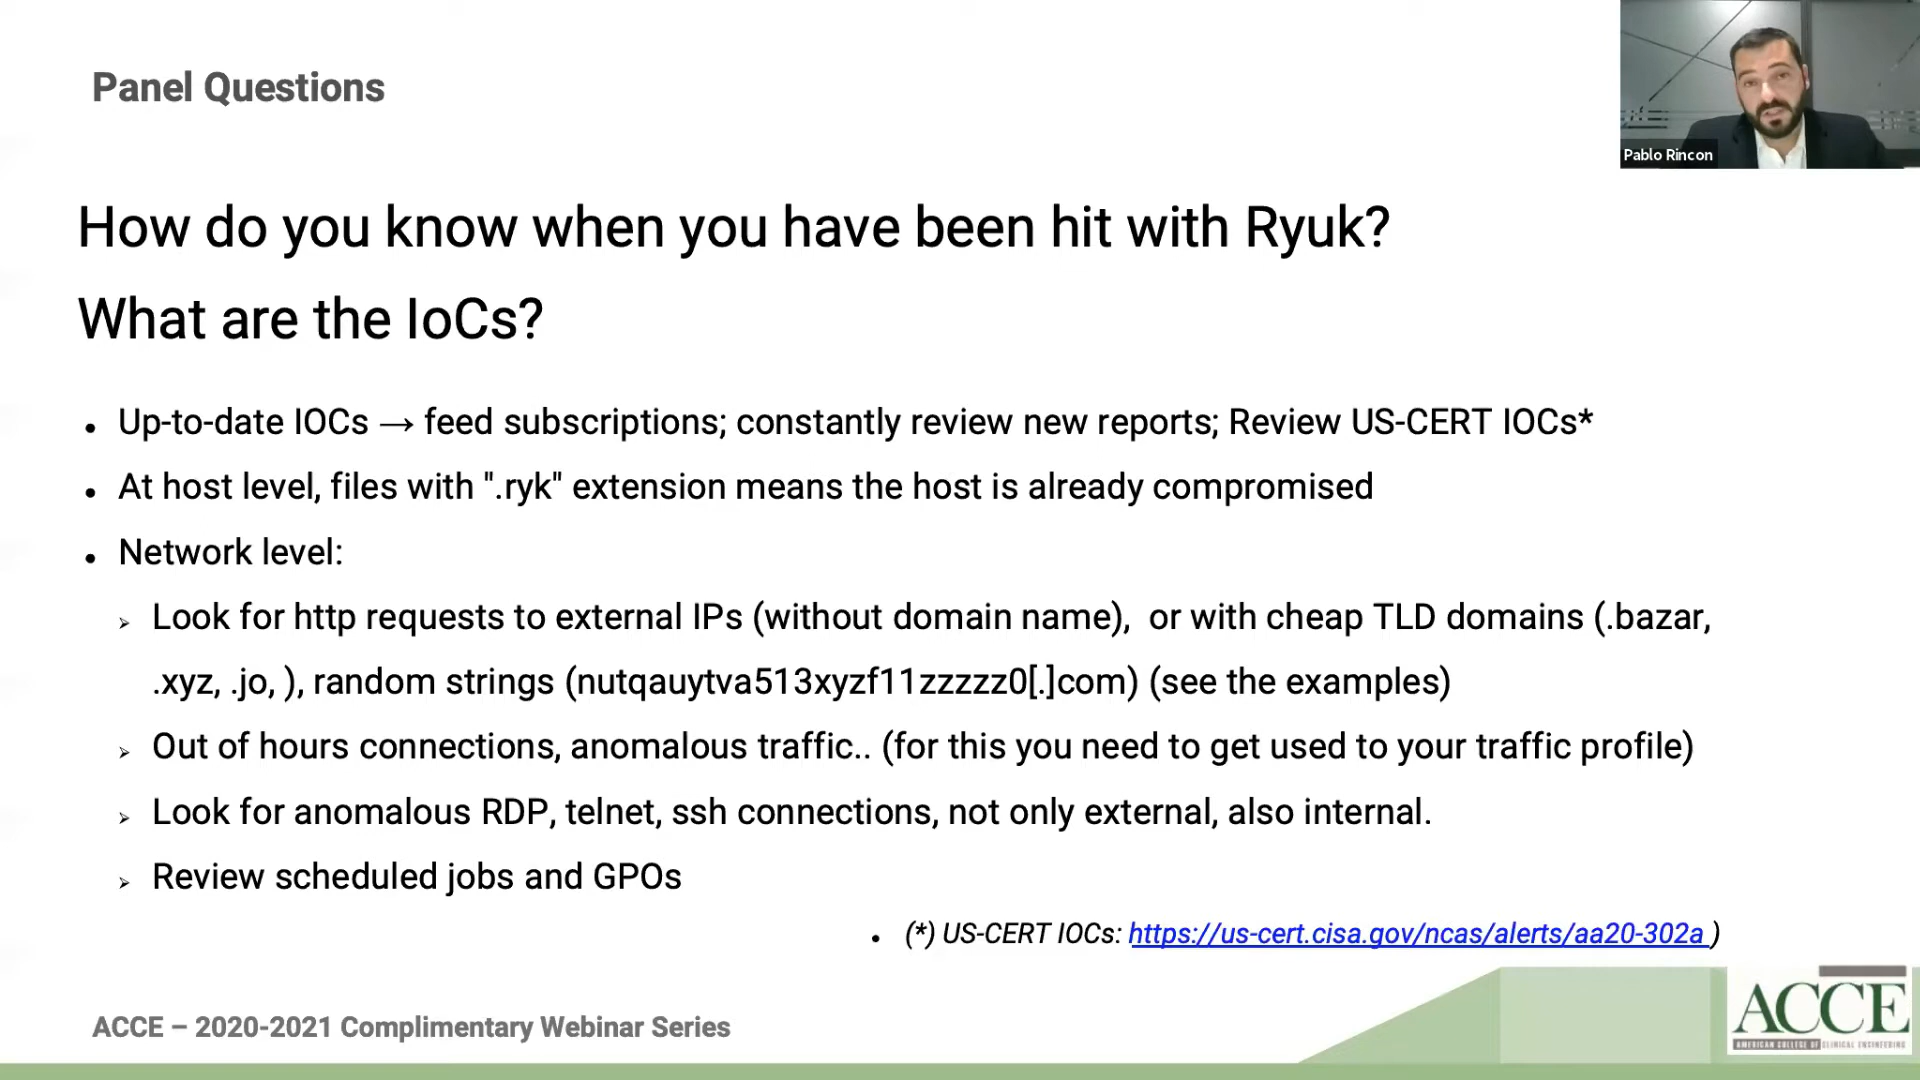 Panel Questions
Pablo Rincon
How do you know when you have been hit with Ryuk?
What are the IoCs?
• Up-to-date IOCs → feed subscriptions; constantly review new reports; Review US-CERT IOCs*
• At host level, files with ".ryk" extension means the host is already compromised
• Network level:
➢ Look for http requests to external IPs (without domain name),  or with cheap TLD domains (.bazar,
.xyz, .jo, ), random strings (nutqauytva513xyzf11zzzzz0[.]com) (see the examples)
➢ Out of hours connections, anomalous traffic.. (for this you need to get used to your traffic profile)
➢ Look for anomalous RDP, telnet, ssh connections, not only external, also internal.
➢ Review scheduled jobs and GPOs
• (*) US-CERT IOCs: https://us-cert.cisa.gov/ncas/alerts/aa20-302a )
ACCE – 2020-2021 Complimentary Webinar Series
ACCE
AMERICAN COLLEGE OF CLINICAL ENGINEERING